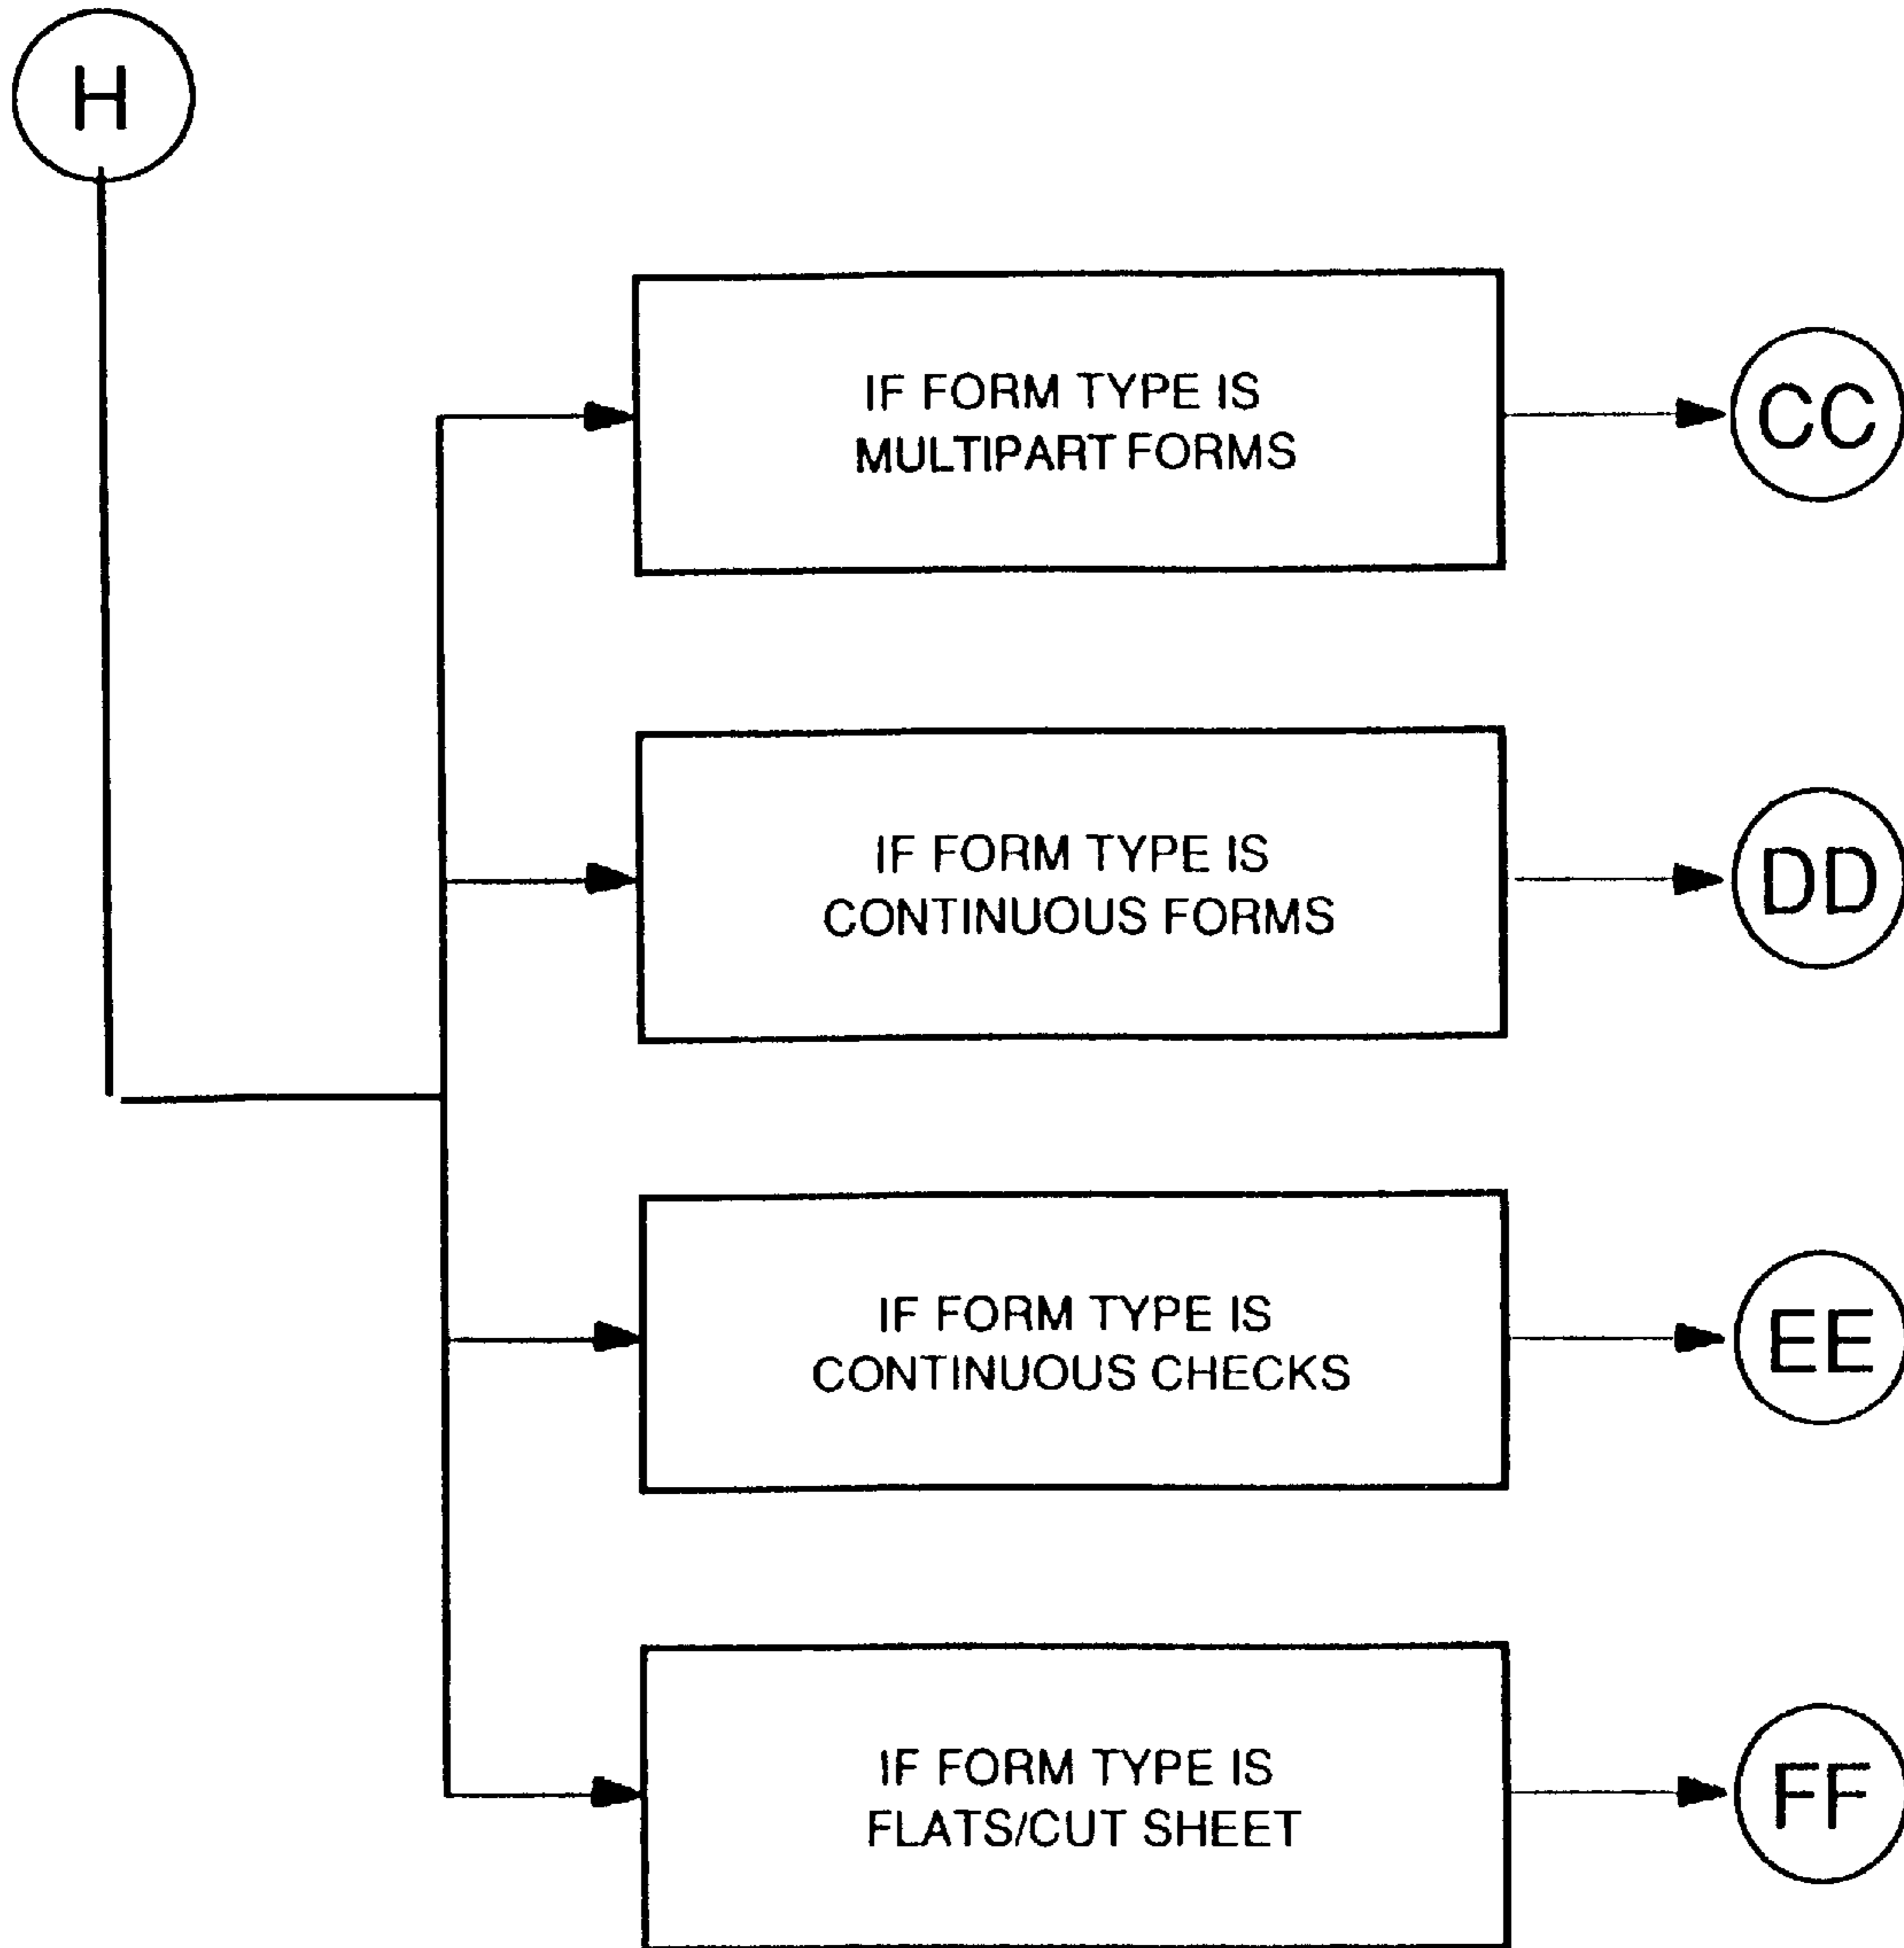 H
IF FORM TYPE IS
MULTIPART FORMS
CC
IF FORM TYPE IS
CONTINUOUS FORMS
DD
IF FORM TYPE IS
CONTINUOUS CHECKS
EE
IF FORM TYPE IS
FLATS/CUT SHEET
FF